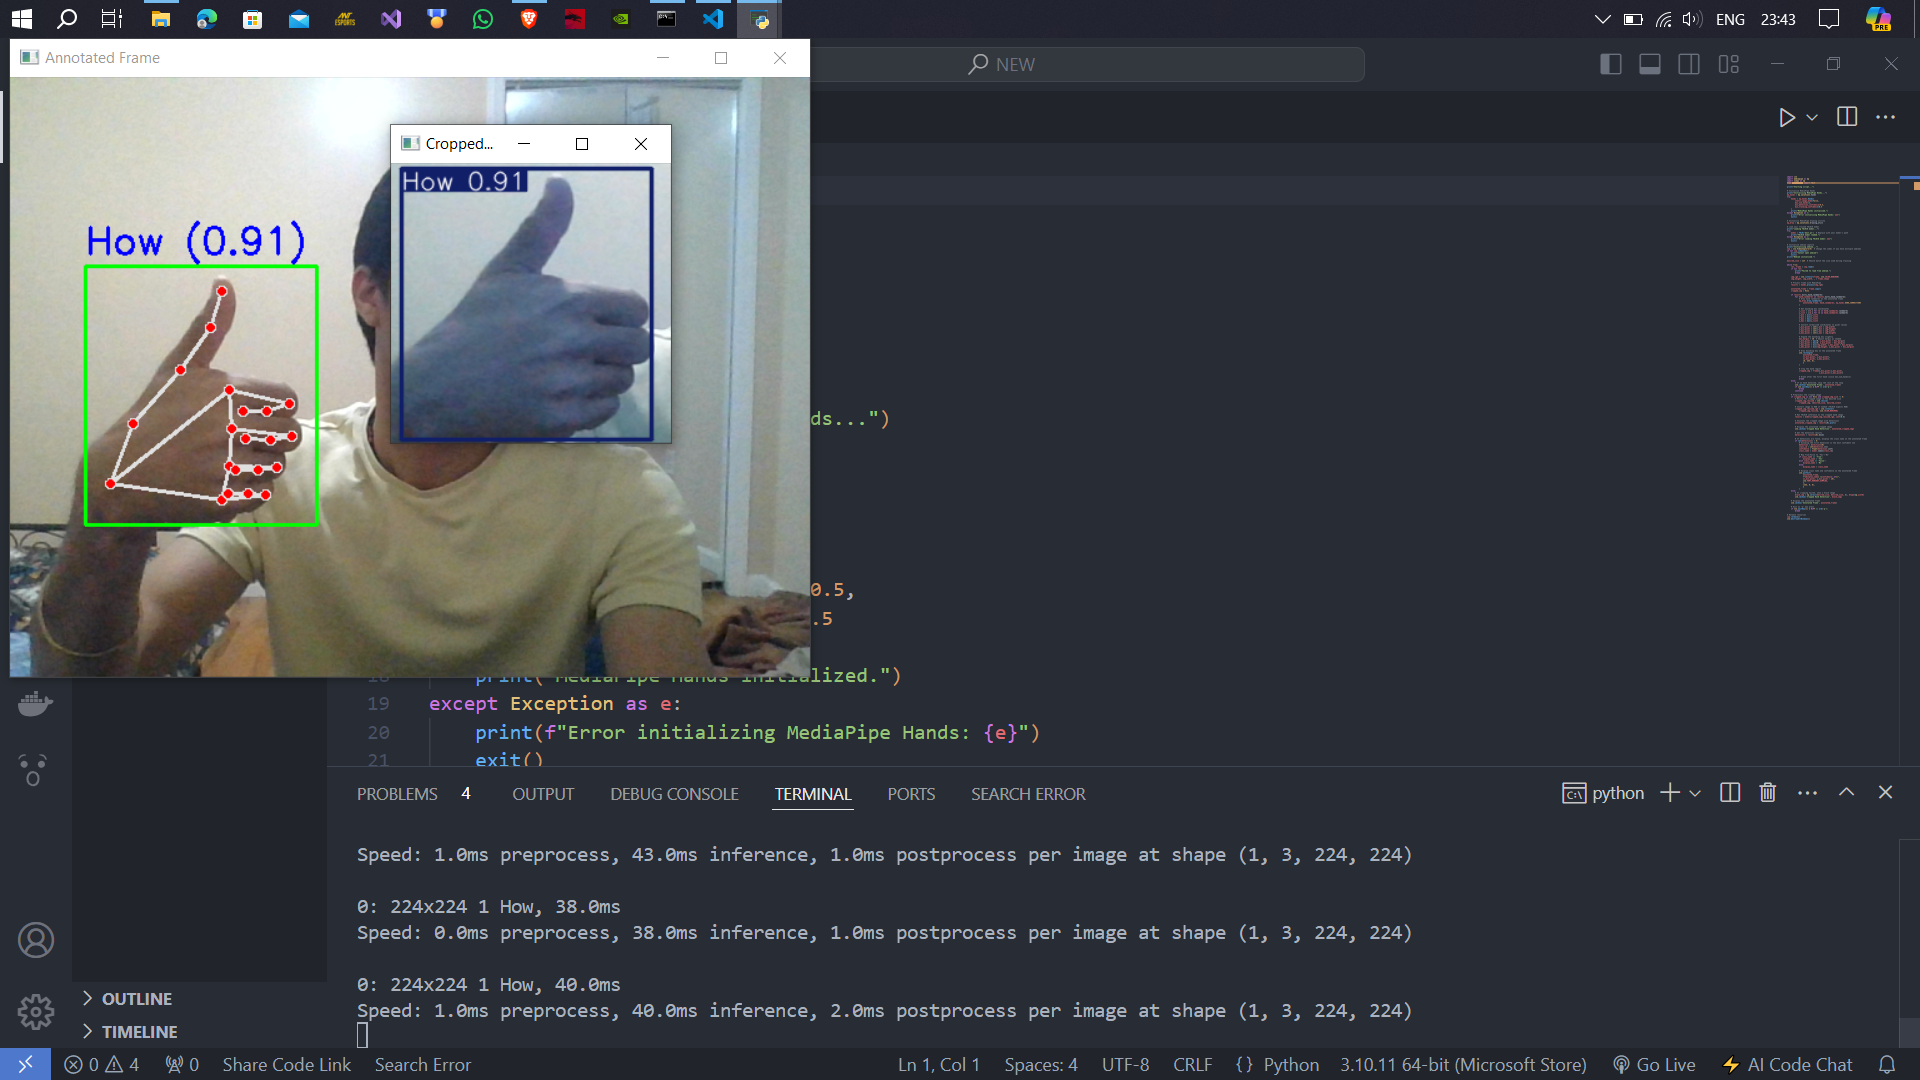 ENG
23:43
Annotated Frame
NEW
Cropped...
How 0.91
How (0.91)
ds...")
0.5,
.5
18
print("MediaPipe Hands initialized.")
19 except Exception as e:
20 print(f"Error initializing MediaPipe Hands: {e}")
21 exit()
PROBLEMS 4 OUTPUT DEBUG CONSOLE TERMINAL PORTS SEARCH ERROR
python
Speed: 1.0ms preprocess, 43.0ms inference, 1.0ms postprocess per image at shape (1, 3, 224, 224)
0: 224x224 1 How, 38.0ms
Speed: 0.0ms preprocess, 38.0ms inference, 1.0ms postprocess per image at shape (1, 3, 224, 224)
0: 224x224 1 How, 40.0ms
Speed: 1.0ms preprocess, 40.0ms inference, 2.0ms postprocess per image at shape (1, 3, 224, 224)
OUTLINE
TIMELINE
0 4 0 Share Code Link Search Error Ln 1, Col 1 Spaces: 4 UTF-8 CRLF {} Python 3.10.11 64-bit (Microsoft Store) Go Live AI Code Chat